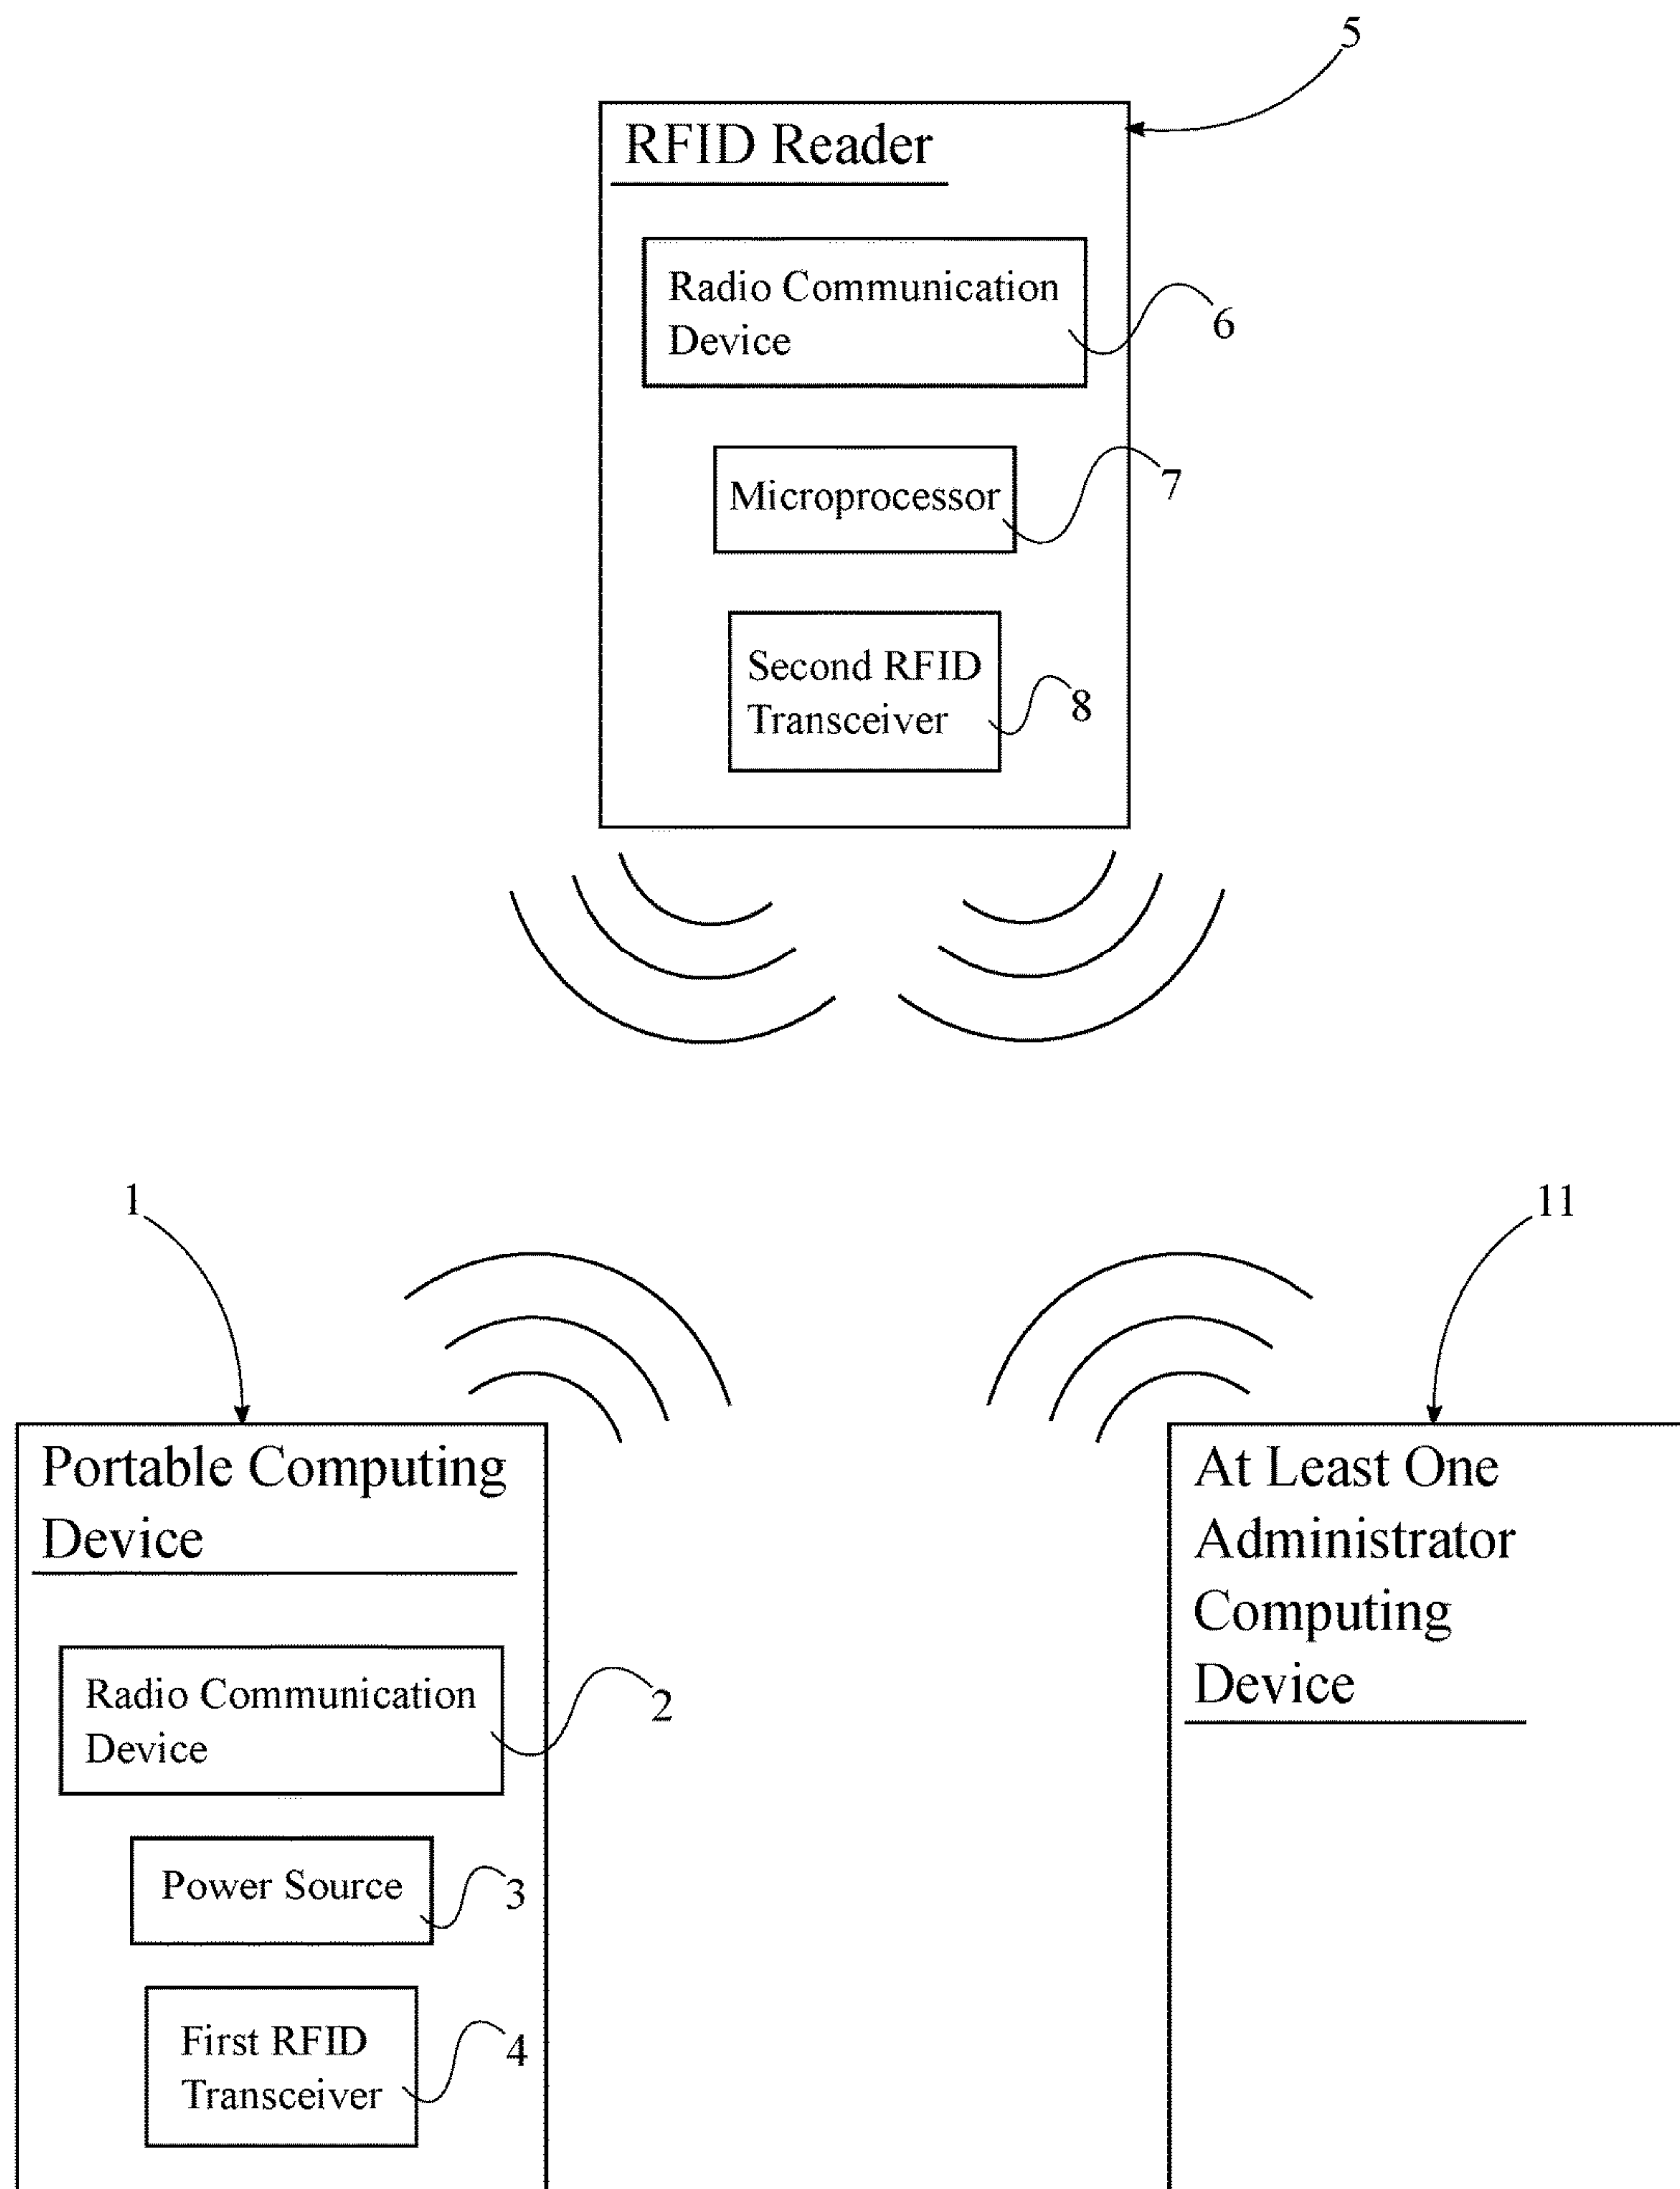 5
RFID Reader
Radio Communication
Device
6
Microprocessor
7
Second RFID
Transceiver
8
1
11
Portable Computing
Device
Radio Communication
Device
2
Power Source
3
First RFID
Transceiver
4
At Least One
Administrator
Computing
Device